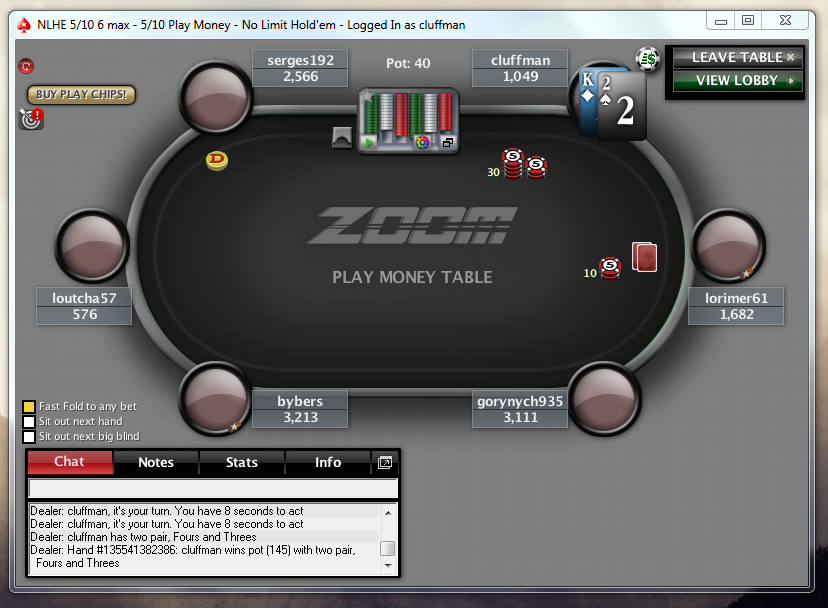 NLHE 5/10 6 max - 5/10 Play Money - No Limit Hold'em - Logged In as cluffman
serges192
2,566
Pot: 40
cluffman
1,049
LEAVE TABLE
VIEW LOBBY
BUY PLAY CHIPS!
K
2
2
D
30
ZOOM
PLAY MONEY TABLE
10
loutcha57
576
lorimer61
1,682
bybers
3,213
gorynych935
3,111
Fast Fold to any bet
Sit out next hand
Sit out next big blind
Chat Notes Stats Info
Dealer: cluffman, it's your turn. You have 8 seconds to act
Dealer: cluffman, it's your turn. You have 8 seconds to act
Dealer: cluffman has two pair, Fours and Threes
Dealer: Hand #135541382386: cluffman wins pot (145) with two pair,
Fours and Threes